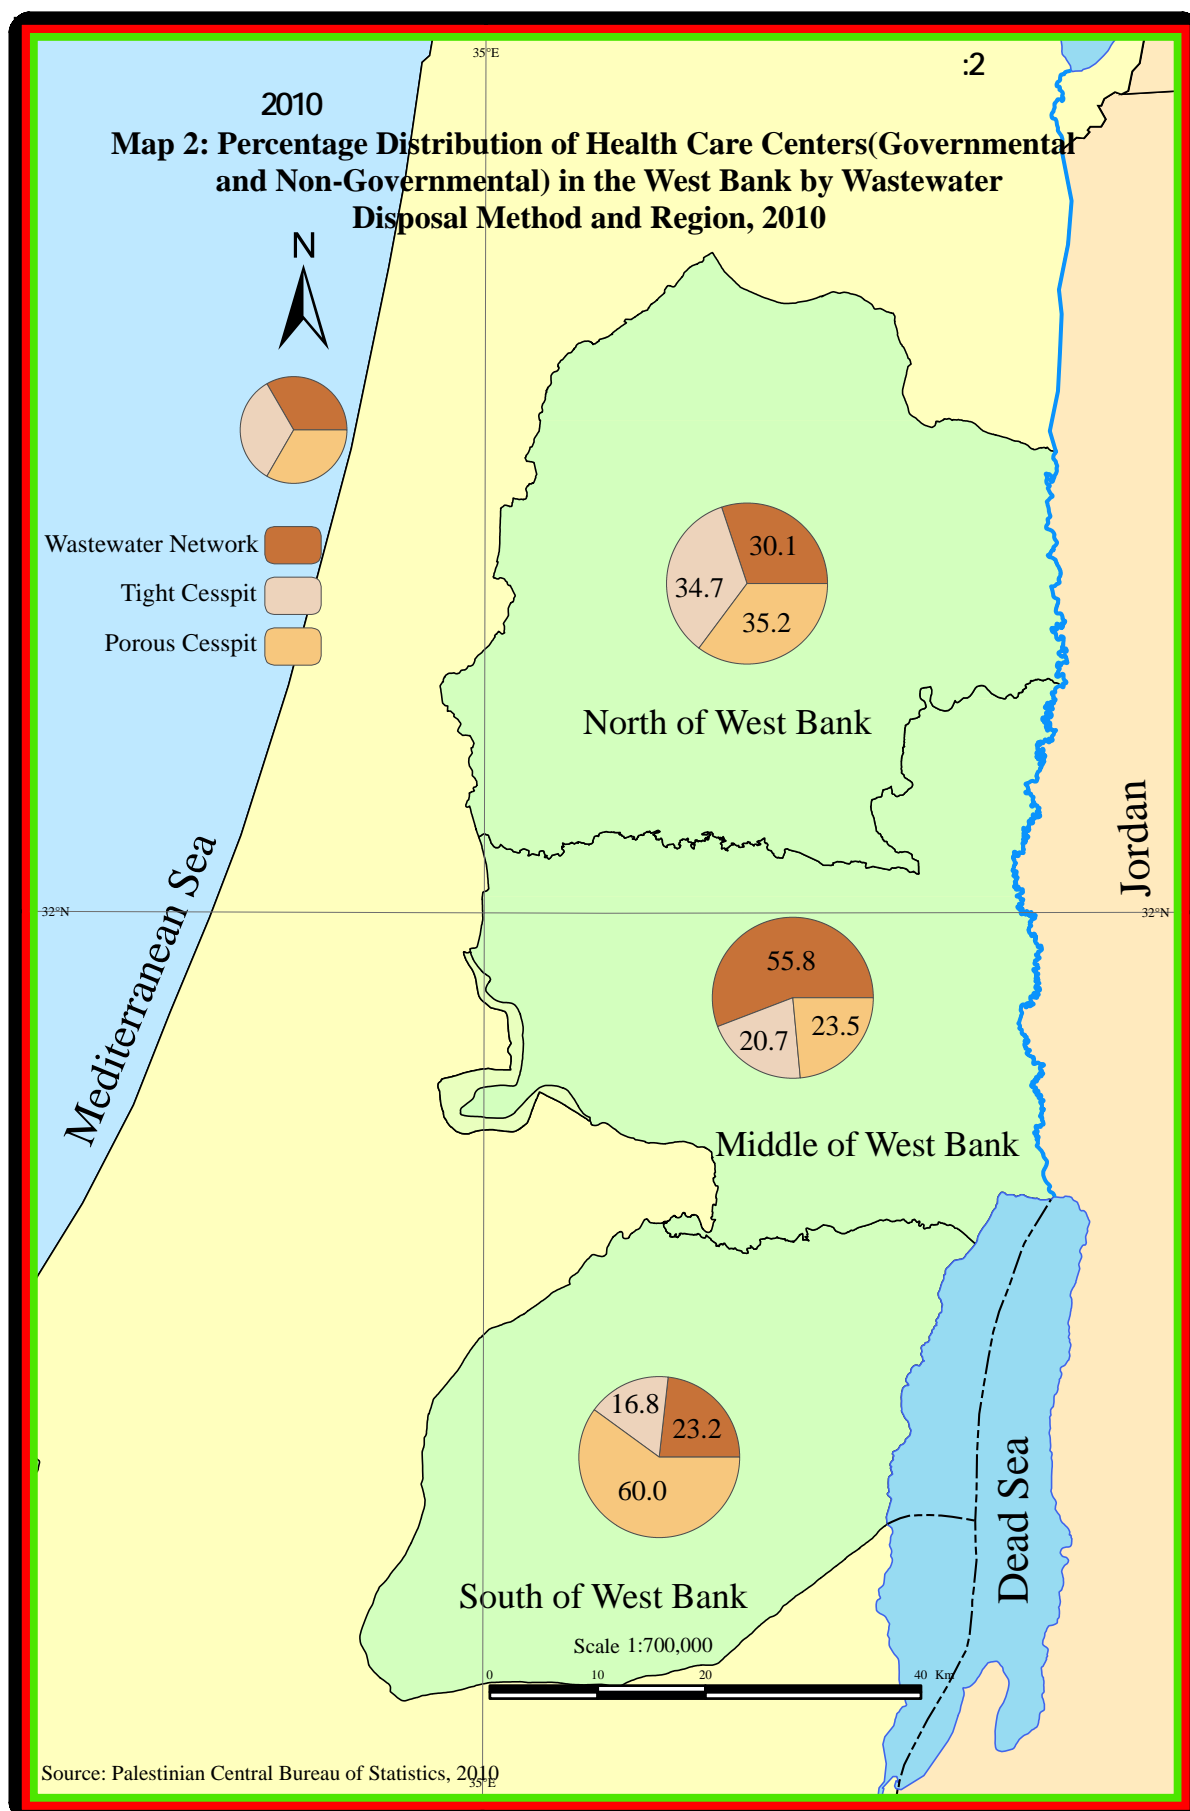 35°E
:2
2010
Map 2: Percentage Distribution of Health Care Centers(Governmental
and Non-Governmental) in the West Bank by Wastewater
Disposal Method and Region, 2010
N
Wastewater Network
Tight Cesspit
Porous Cesspit
30.1
34.7
35.2
North of West Bank
Jordan
Mediterranean Sea
32°N
32°N
55.8
20.7
23.5
Middle of West Bank
16.8
23.2
60.0
Dead Sea
South of West Bank
Scale 1:700,000
0 10 20 40 Km
Source: Palestinian Central Bureau of Statistics, 2010
35°E